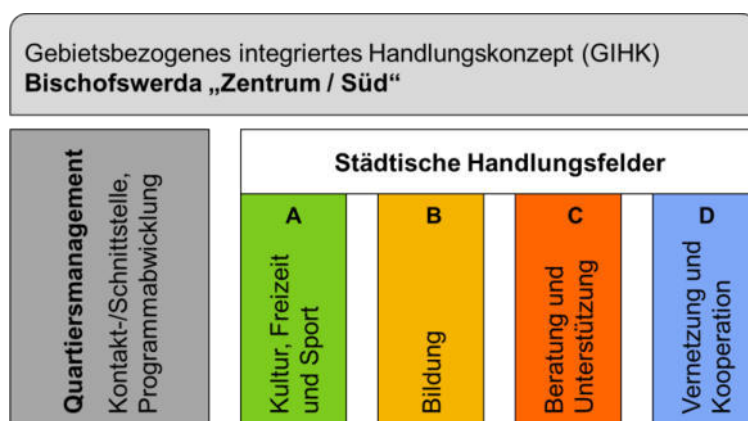 Gebietsbezogenes integriertes Handlungskonzept (GIHK)
Bischofswerda „Zentrum / Süd“
Quartiersmanagement
Kontakt-/Schnittstelle,
Programmabwicklung
Städtische Handlungsfelder
A
Kultur, Freizeit
und Sport
B
Bildung
C
Beratung und
Unterstützung
D
Vernetzung und
Kooperation